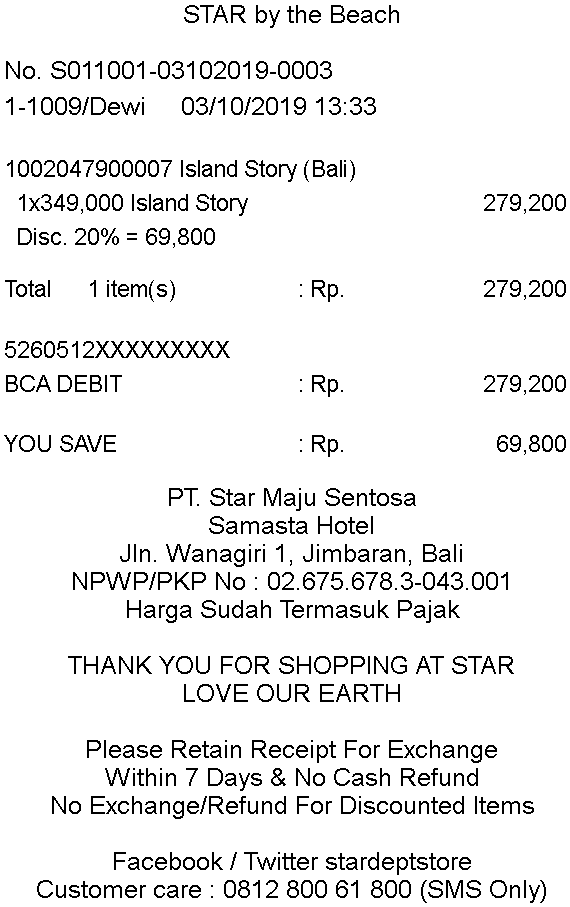 STAR by the Beach
No. S011001-03102019-0003
1-1009/Dewi 03/10/2019 13:33
1002047900007 Island Story (Bali)
1x349,000 Island Story 279,200
Disc. 20% = 69,800
Total 1 item(s) : Rp. 279,200
5260512XXXXXXXXX
BCA DEBIT : Rp. 279,200
YOU SAVE : Rp. 69,800
PT. Star Maju Sentosa
Samasta Hotel
Jln. Wanagiri 1, Jimbaran, Bali
NPWP/PKP No : 02.675.678.3-043.001
Harga Sudah Termasuk Pajak
THANK YOU FOR SHOPPING AT STAR
LOVE OUR EARTH
Please Retain Receipt For Exchange
Within 7 Days & No Cash Refund
No Exchange/Refund For Discounted Items
Facebook / Twitter stardeptstore
Customer care : 0812 800 61 800 (SMS Only)